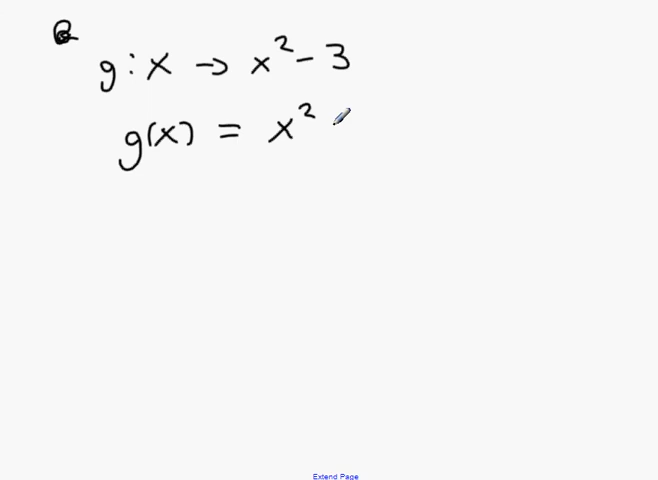 g : x → x² - 3
g(x) = x²
Extend Page